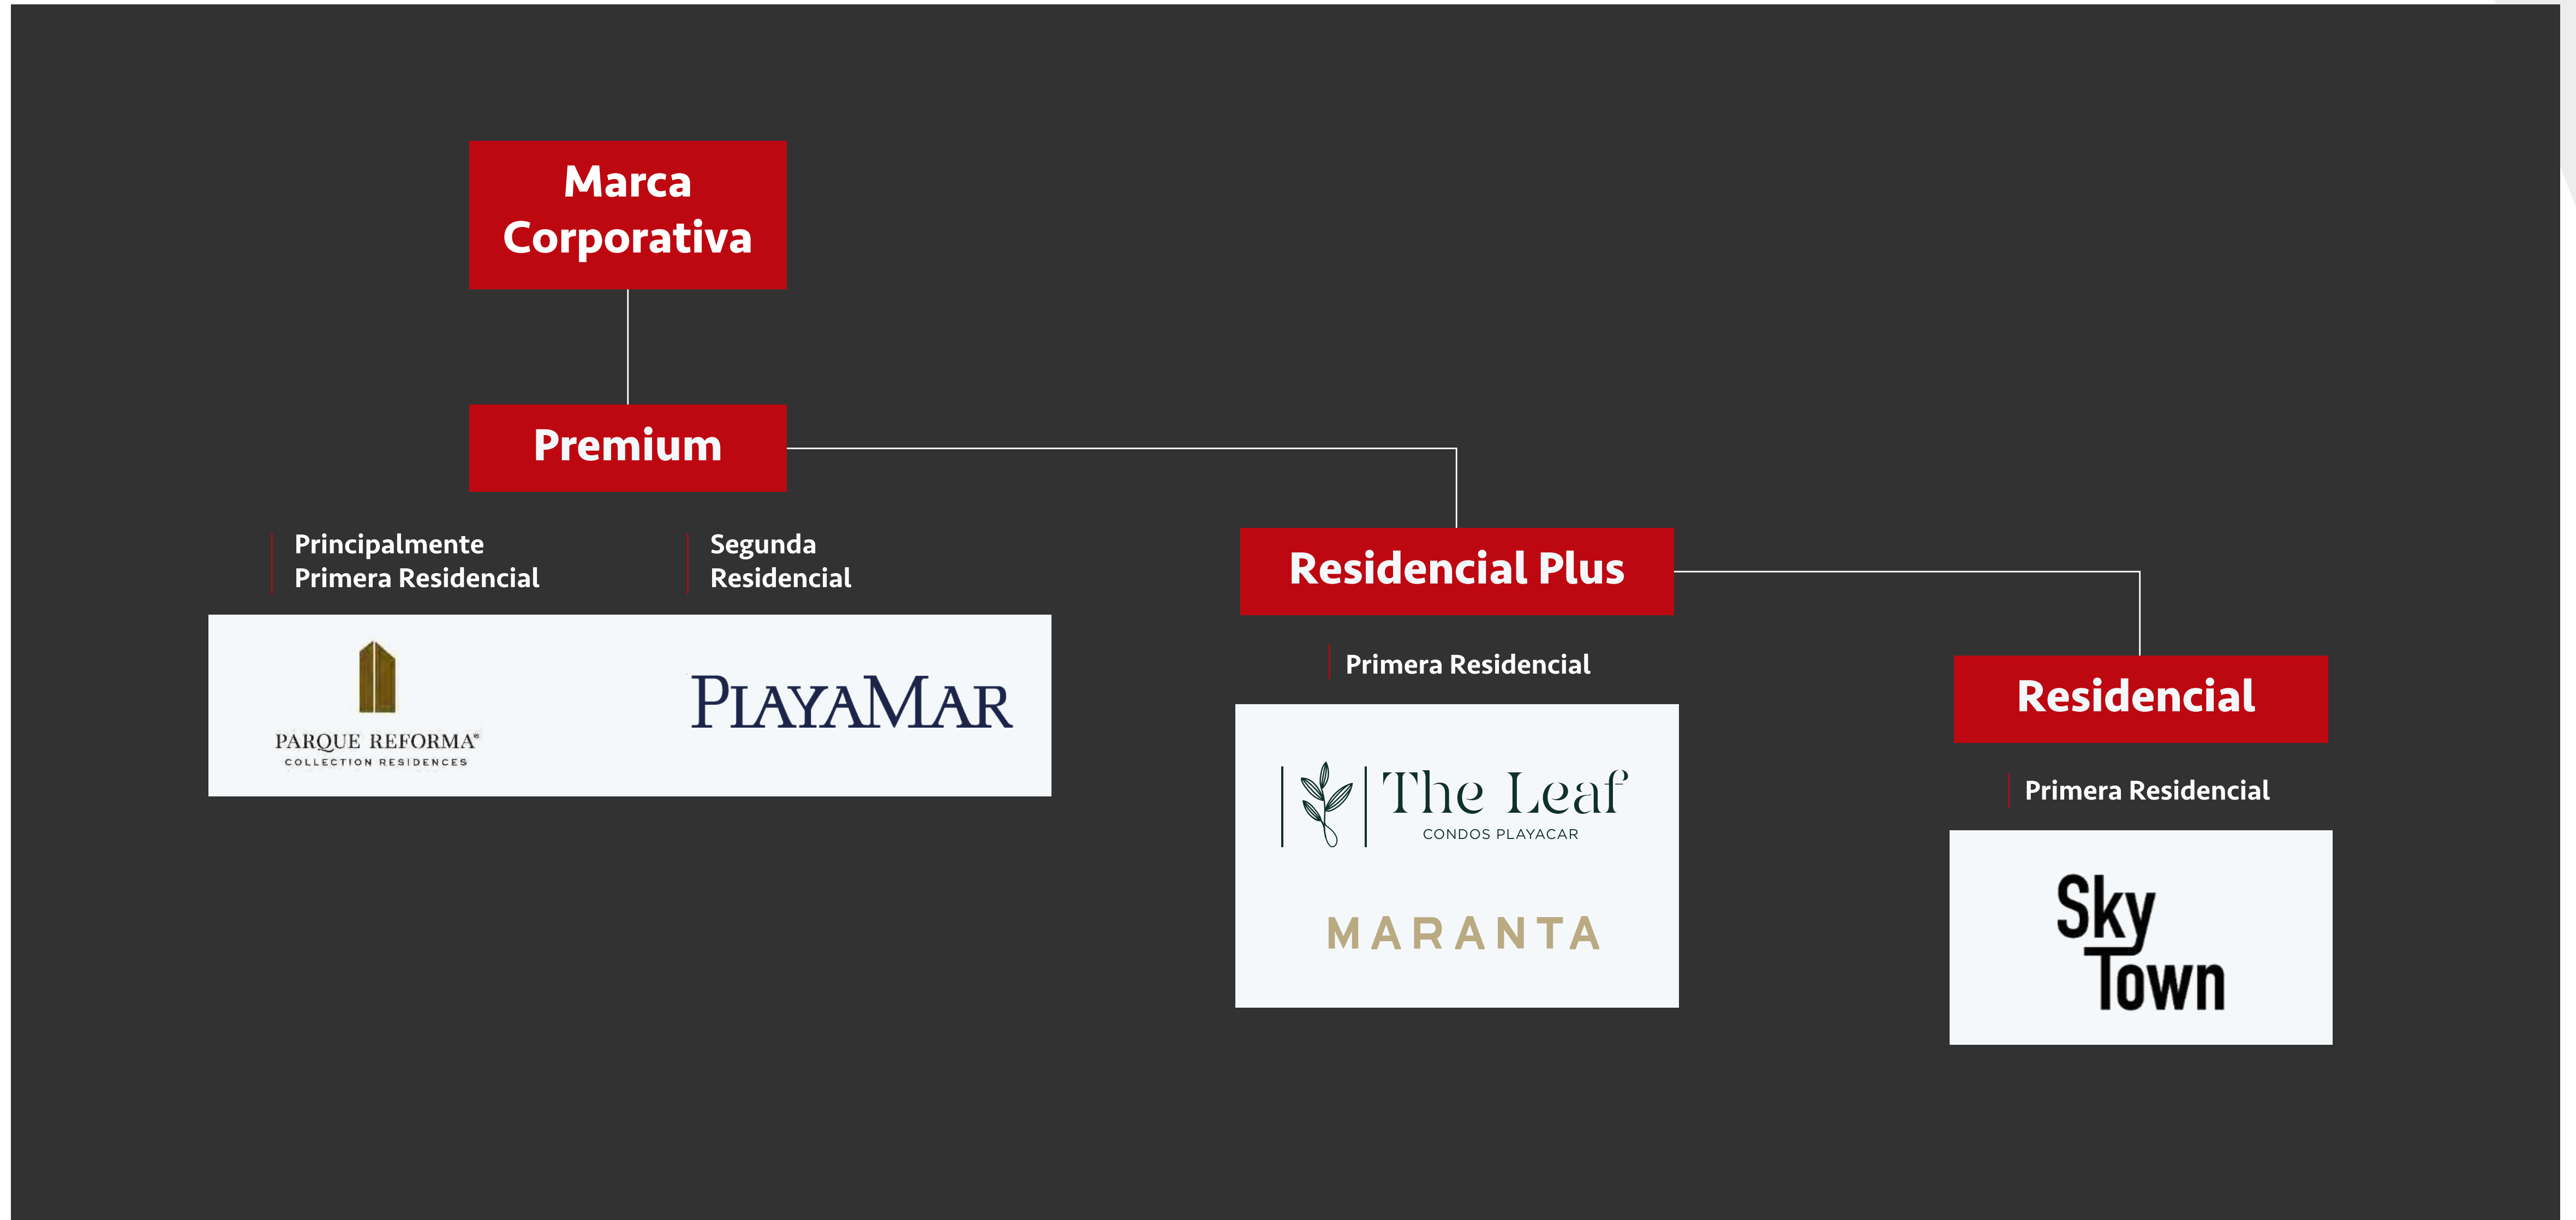 Marca
Corporativa
Premium
Principalmente
Primera Residencial
Segunda
Residencial
PARQUE REFORMA®
COLLECTION RESIDENCES
PLAYAMAR
Residencial Plus
Primera Residencial
The Leaf
CONDOS PLAYACAR
MARANTA
Residencial
Primera Residencial
Sky
Town